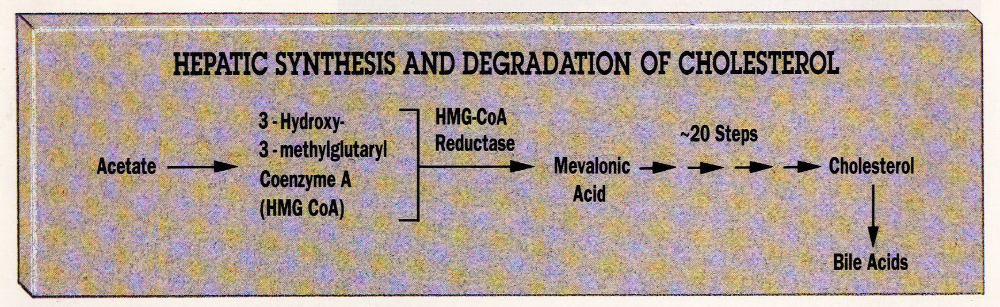 HEPATIC SYNTHESIS AND DEGRADATION OF CHOLESTEROL
Acetate
3-Hydroxy-
3-methylglutaryl
Coenzyme A
(HMG CoA)
HMG-CoA
Reductase
Mevalonic
Acid
~20 Steps
Cholesterol
Bile Acids